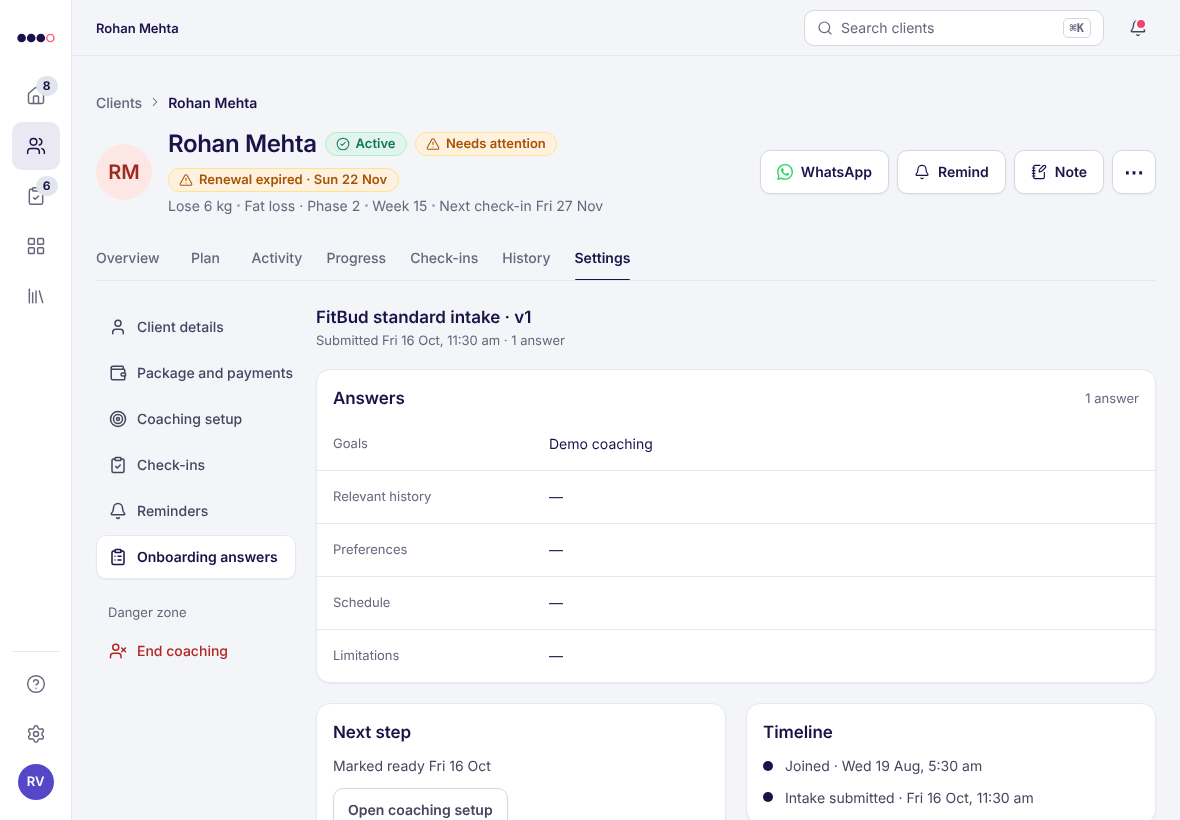 Rohan Mehta
Search clients
⌘K
8
6
Clients
Rohan Mehta
RM
Rohan Mehta
Active
Needs attention
Renewal expired · Sun 22 Nov
Lose 6 kg · Fat loss · Phase 2 · Week 15 · Next check-in Fri 27 Nov
WhatsApp
Remind
Note
Overview
Plan
Activity
Progress
Check-ins
History
Settings
Client details
Package and payments
Coaching setup
Check-ins
Reminders
Onboarding answers
Danger zone
End coaching
FitBud standard intake · v1
Submitted Fri 16 Oct, 11:30 am · 1 answer
Answers
1 answer
Goals
Demo coaching
Relevant history
—
Preferences
—
Schedule
—
Limitations
—
Next step
Marked ready Fri 16 Oct
Open coaching setup
Timeline
Joined · Wed 19 Aug, 5:30 am
Intake submitted · Fri 16 Oct, 11:30 am
RV